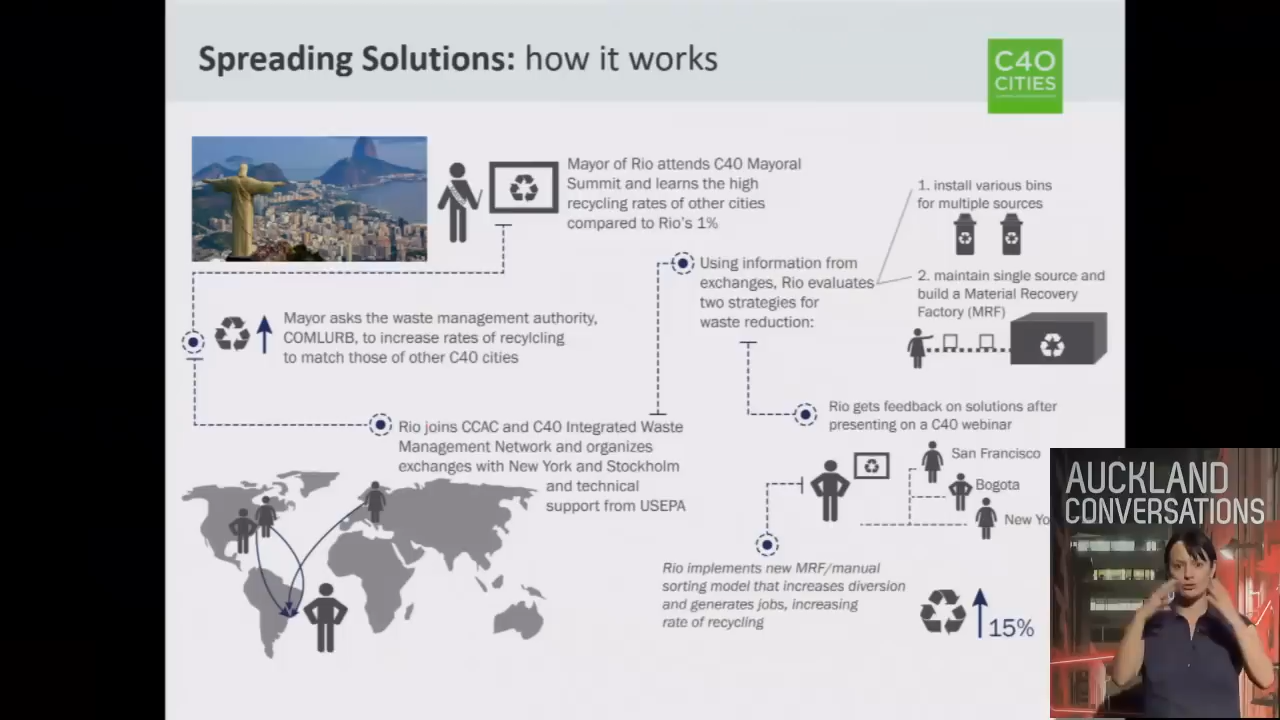 Spreading Solutions: how it works
C40
CITIES
Mayor of Rio attends C40 Mayoral
Summit and learns the high
recycling rates of other cities
compared to Rio's 1%
Mayor asks the waste management authority,
COMLURB, to increase rates of recylcling
to match those of other C40 cities
Rio joins CCAC and C40 Integrated Waste
Management Network and organizes
exchanges with New York and Stockholm
and technical
support from USEPA
Using information from
exchanges, Rio evaluates
two strategies for
waste reduction:
1. install various bins
for multiple sources
2. maintain single source and
build a Material Recovery
Factory (MRF)
Rio gets feedback on solutions after
presenting on a C40 webinar
San Francisco
Bogota
New Yo
Rio implements new MRF/manual
sorting model that increases diversion
and generates jobs, increasing
rate of recycling
15%
AUCKLAND
CONVERSATIONS